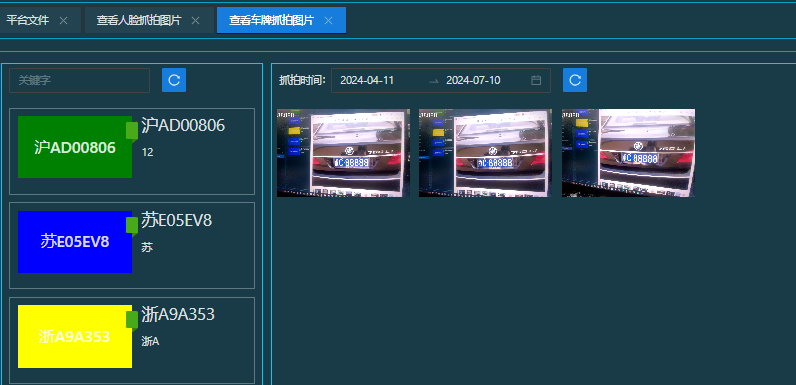 平台文件
查看人脸抓拍图片
查看车牌抓拍图片
关键字
沪AD00806
沪AD00806
12
苏E05EV8
苏E05EV8
苏
浙A9A353
浙A9A353
浙A
抓拍时间:
2024-04-11 → 2024-07-10